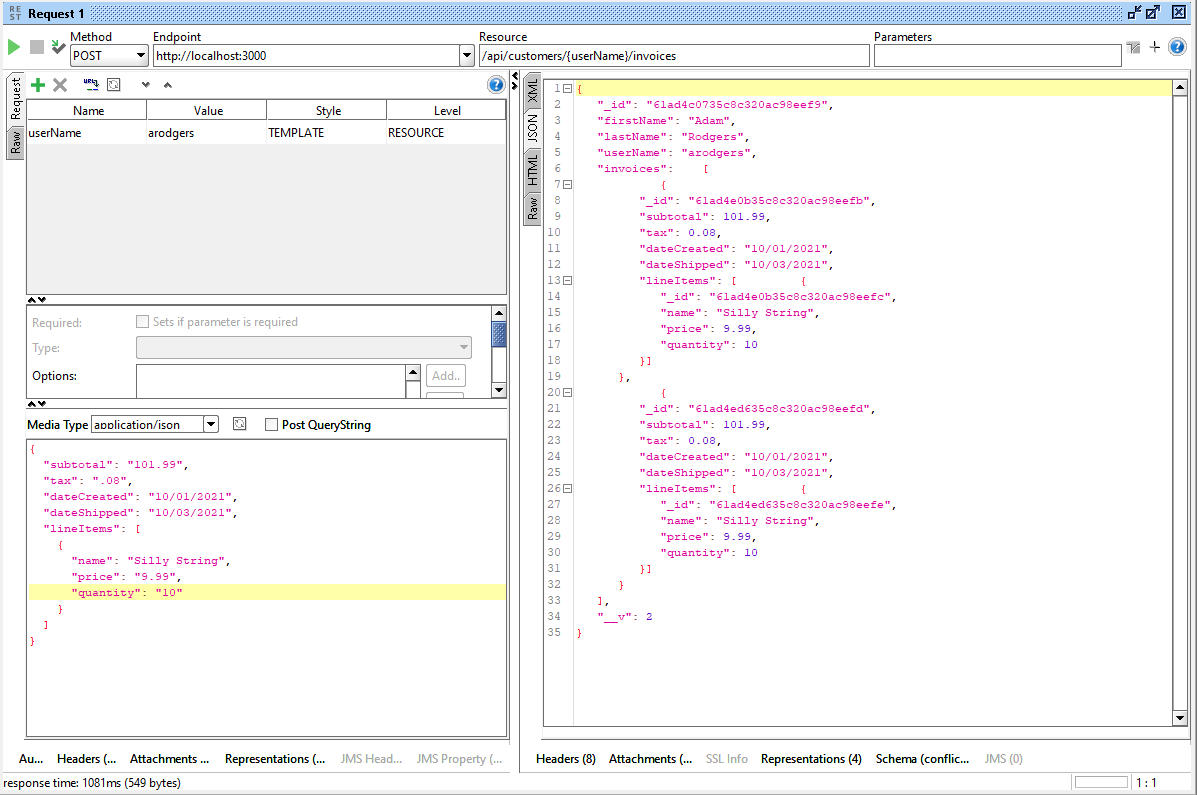 RE ST Request 1
Method Endpoint Resource Parameters
POST http://localhost:3000 /api/customers/{userName}/invoices
Request
Raw
Name Value Style Level
userName arodgers TEMPLATE RESOURCE
Required: Sets if parameter is required
Type:
Options: Add..
Media Type application/json Post QueryString
{
"subtotal": "101.99",
"tax": ".08",
"dateCreated": "10/01/2021",
"dateShipped": "10/03/2021",
"lineItems": [
{
"name": "Silly String",
"price": "9.99",
"quantity": "10"
}
]
}
Au... Headers (... Attachments ... Representations (... JMS Head... JMS Property (...
XML
JSON
HTML
Raw
1 {
2 "_id": "61ad4c0735c8c320ac98eef9",
3 "firstName": "Adam",
4 "lastName": "Rodgers",
5 "userName": "arodgers",
6 "invoices": [
7 {
8 "_id": "61ad4e0b35c8c320ac98eefb",
9 "subtotal": 101.99,
10 "tax": 0.08,
11 "dateCreated": "10/01/2021",
12 "dateShipped": "10/03/2021",
13 "lineItems": [ {
14 "_id": "61ad4e0b35c8c320ac98eefc",
15 "name": "Silly String",
16 "price": 9.99,
17 "quantity": 10
18 }]
19 },
20 {
21 "_id": "61ad4ed635c8c320ac98eefd",
22 "subtotal": 101.99,
23 "tax": 0.08,
24 "dateCreated": "10/01/2021",
25 "dateShipped": "10/03/2021",
26 "lineItems": [ {
27 "_id": "61ad4ed635c8c320ac98eefe",
28 "name": "Silly String",
29 "price": 9.99,
30 "quantity": 10
31 }]
32 }
33 ],
34 "__v": 2
35 }
Headers (8) Attachments (... SSL Info Representations (4) Schema (conflic... JMS (0)
response time: 1081ms (549 bytes) 1 : 1